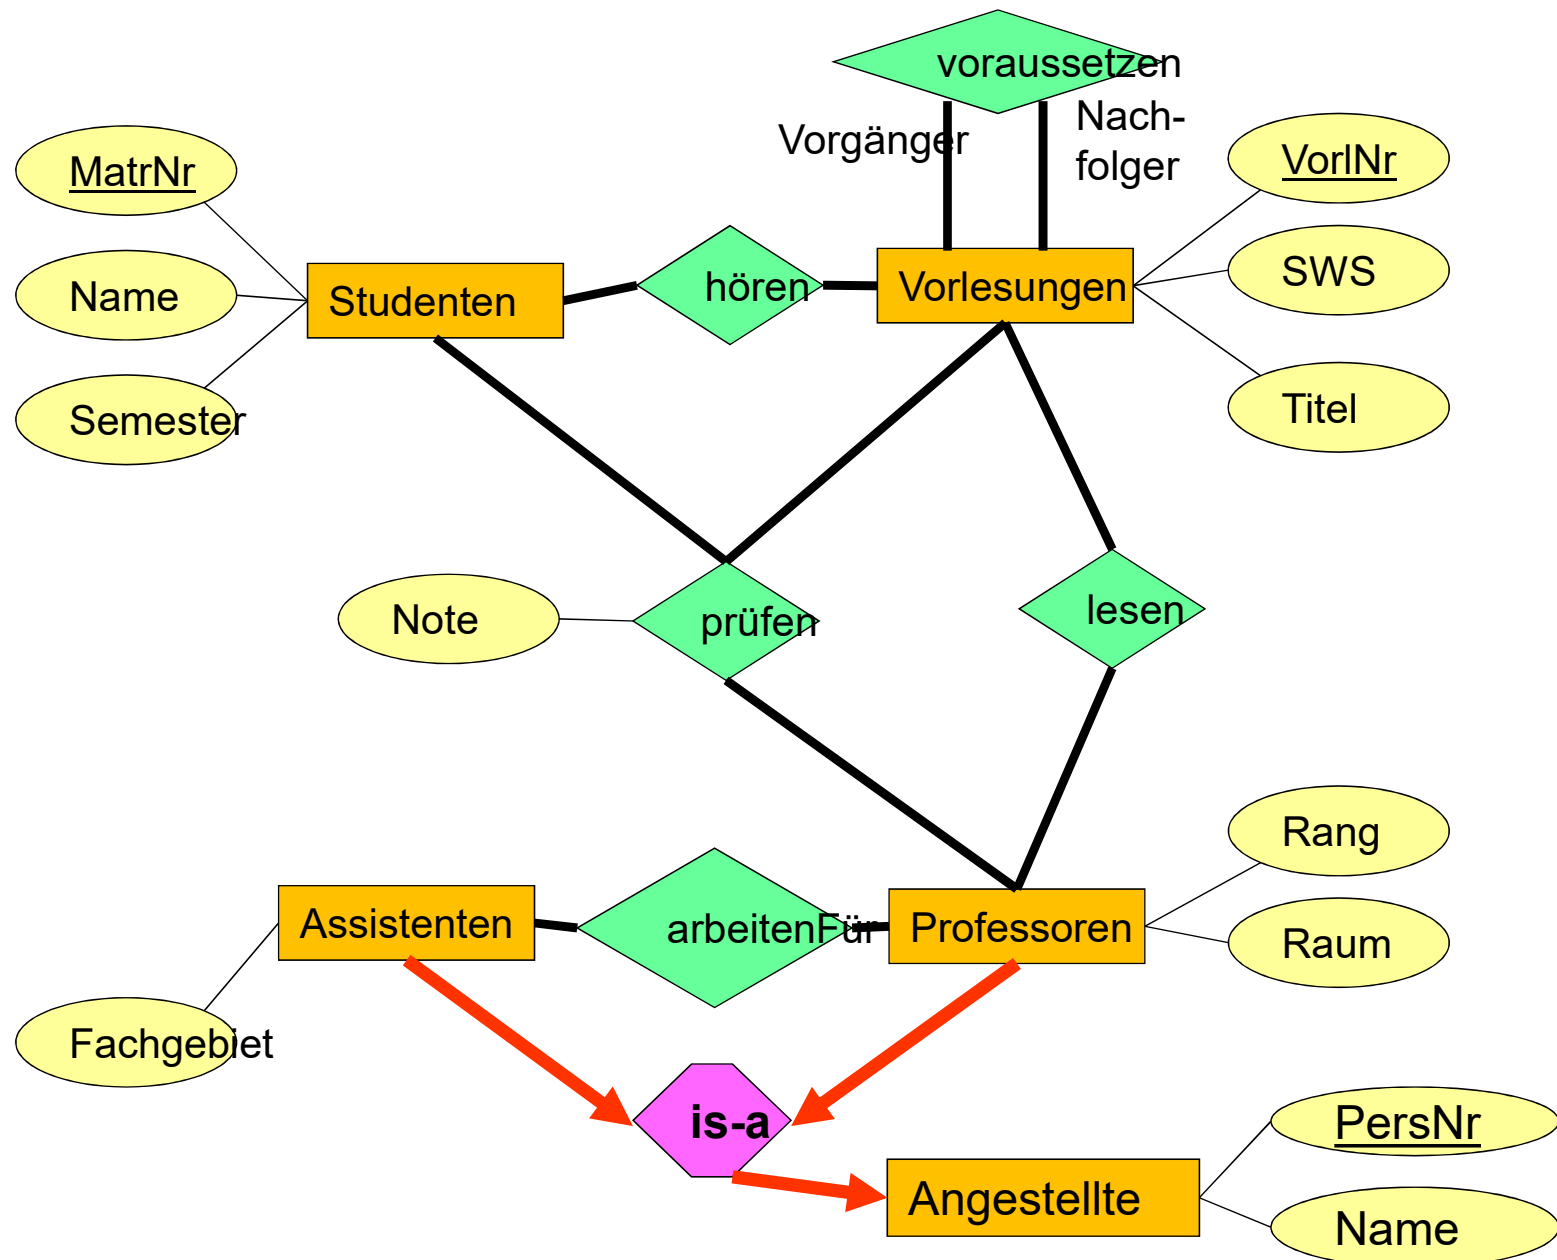 voraussetzen
Vorgänger
Nach-
folger
MatrNr
VorlNr
Name
Studenten
hören
Vorlesungen
SWS
Semester
Titel
Note
prüfen
lesen
Rang
Assistenten
arbeitenFür
Professoren
Raum
Fachgebiet
is-a
PersNr
Angestellte
Name